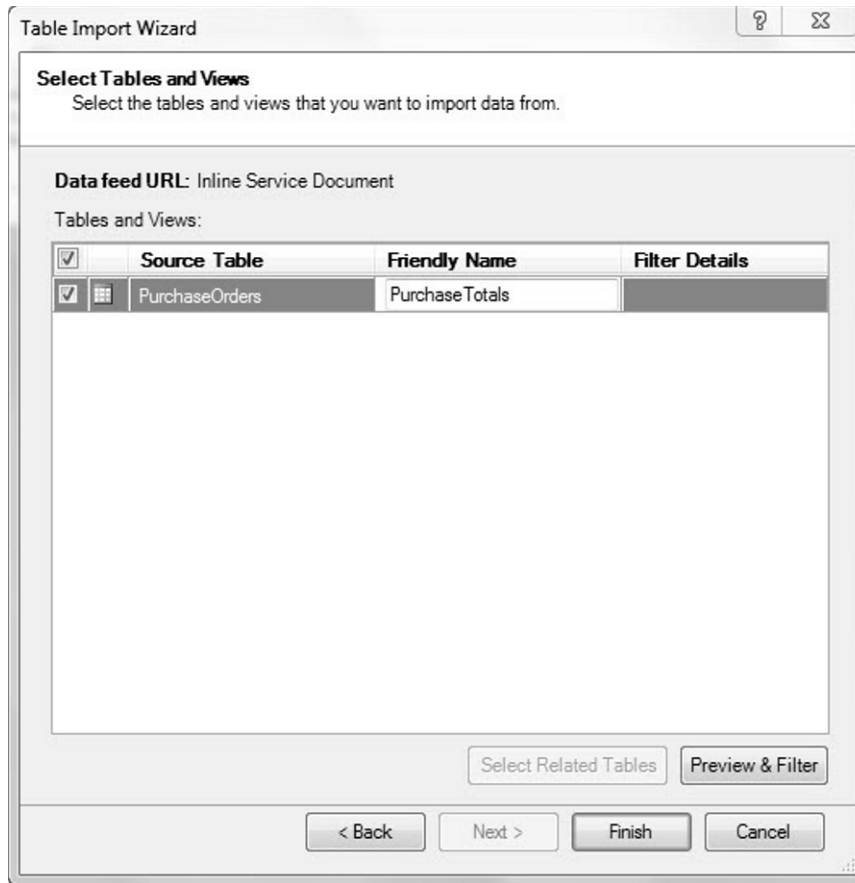 Table Import Wizard
?
Select Tables and Views
Select the tables and views that you want to import data from.
Data feed URL: Inline Service Document
Tables and Views:
Source Table Friendly Name Filter Details
PurchaseOrders PurchaseTotals
Select Related Tables Preview & Filter
< Back Next > Finish Cancel